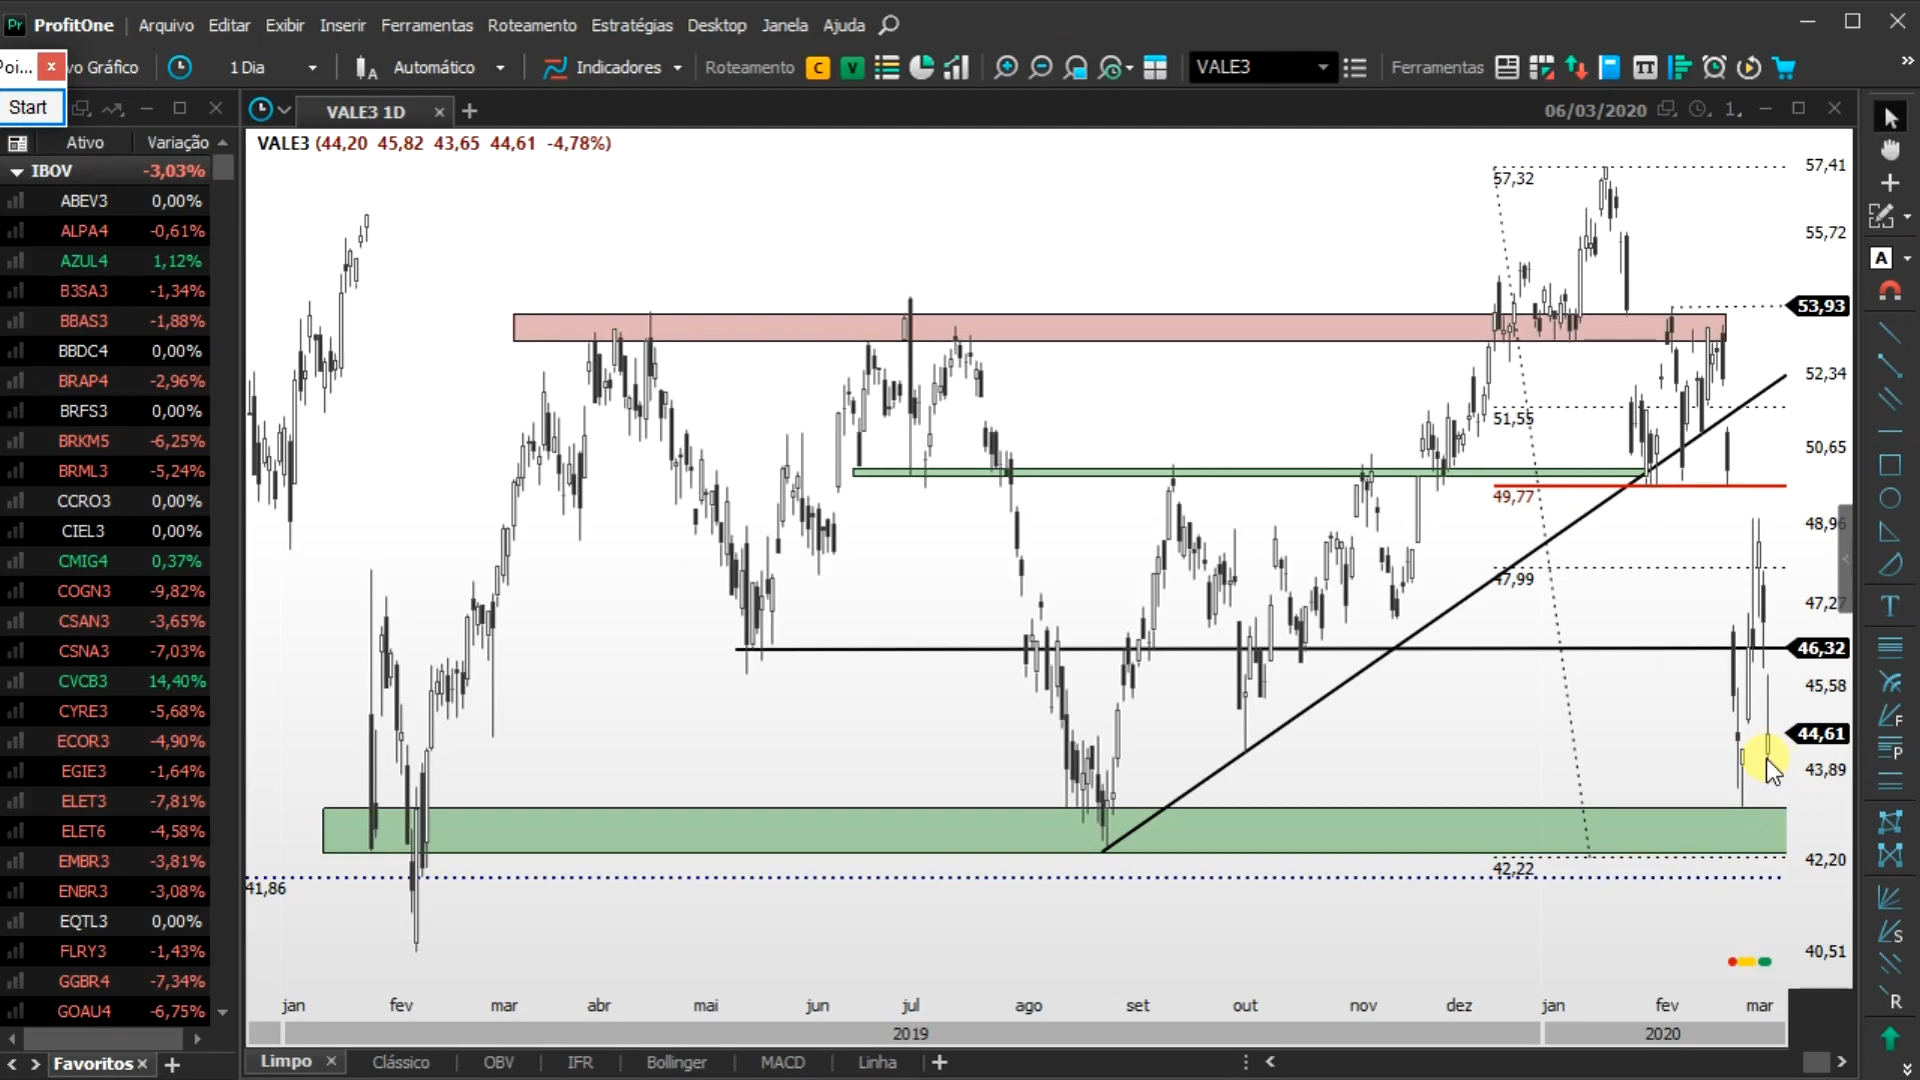 Pr ProfitOne Arquivo Editar Exibir Inserir Ferramentas Roteamento Estratégias Desktop Janela Ajuda
Poi... x vo Gráfico 1 Dia Automático Indicadores Roteamento C V VALE3 Ferramentas
Start
VALE3 1D 06/03/2020 1
Ativo Variação
IBOV -3,03%
ABEV3 0,00%
ALPA4 -0,61%
AZUL4 1,12%
B3SA3 -1,34%
BBAS3 -1,88%
BBDC4 0,00%
BRAP4 -2,96%
BRFS3 0,00%
BRKM5 -6,25%
BRML3 -5,24%
CCRO3 0,00%
CIEL3 0,00%
CMIG4 0,37%
COGN3 -9,82%
CSAN3 -3,65%
CSNA3 -7,03%
CVCB3 14,40%
CYRE3 -5,68%
ECOR3 -4,90%
EGIE3 -1,64%
ELET3 -7,81%
ELET6 -4,58%
EMBR3 -3,81%
ENBR3 -3,08%
EQTL3 0,00%
FLRY3 -1,43%
GGBR4 -7,34%
GOAU4 -6,75%
Favoritos
VALE3 (44,20 45,82 43,65 44,61 -4,78%)
57,32
51,55
49,77
47,99
42,22
41,86
57,41
55,72
53,93
52,34
50,65
48,96
47,27
46,32
45,58
44,61
43,89
42,20
40,51
jan fev mar abr mai jun jul ago set out nov dez jan fev mar
2019 2020
Limpo Clássico OBV IFR Bollinger MACD Linha
A
T
F
P
S
R